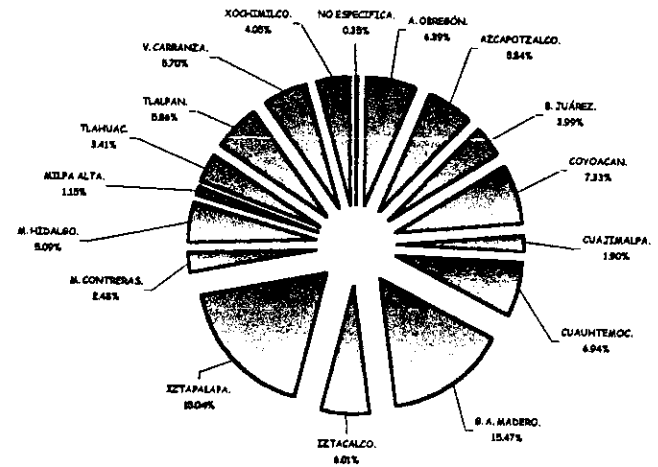 XOCHIMILCO.
4.05%
NO ESPECIFICA.
0.35%
A. OBREGÓN.
6.39%
AZCAPOTZALCO.
5.84%
B. JUÁREZ.
3.99%
COYOACAN.
7.33%
CUAJIMALPA.
1.90%
CUAUHTEMOC.
6.94%
G. A. MADERO.
15.47%
IZTACALCO.
6.01%
IZTAPALAPA.
18.04%
M. CONTRERAS.
2.48%
M. HIDALGO.
5.09%
MILPA ALTA.
1.15%
TLAHUAC.
3.41%
TLALPAN.
5.86%
V. CARRANZA.
5.70%